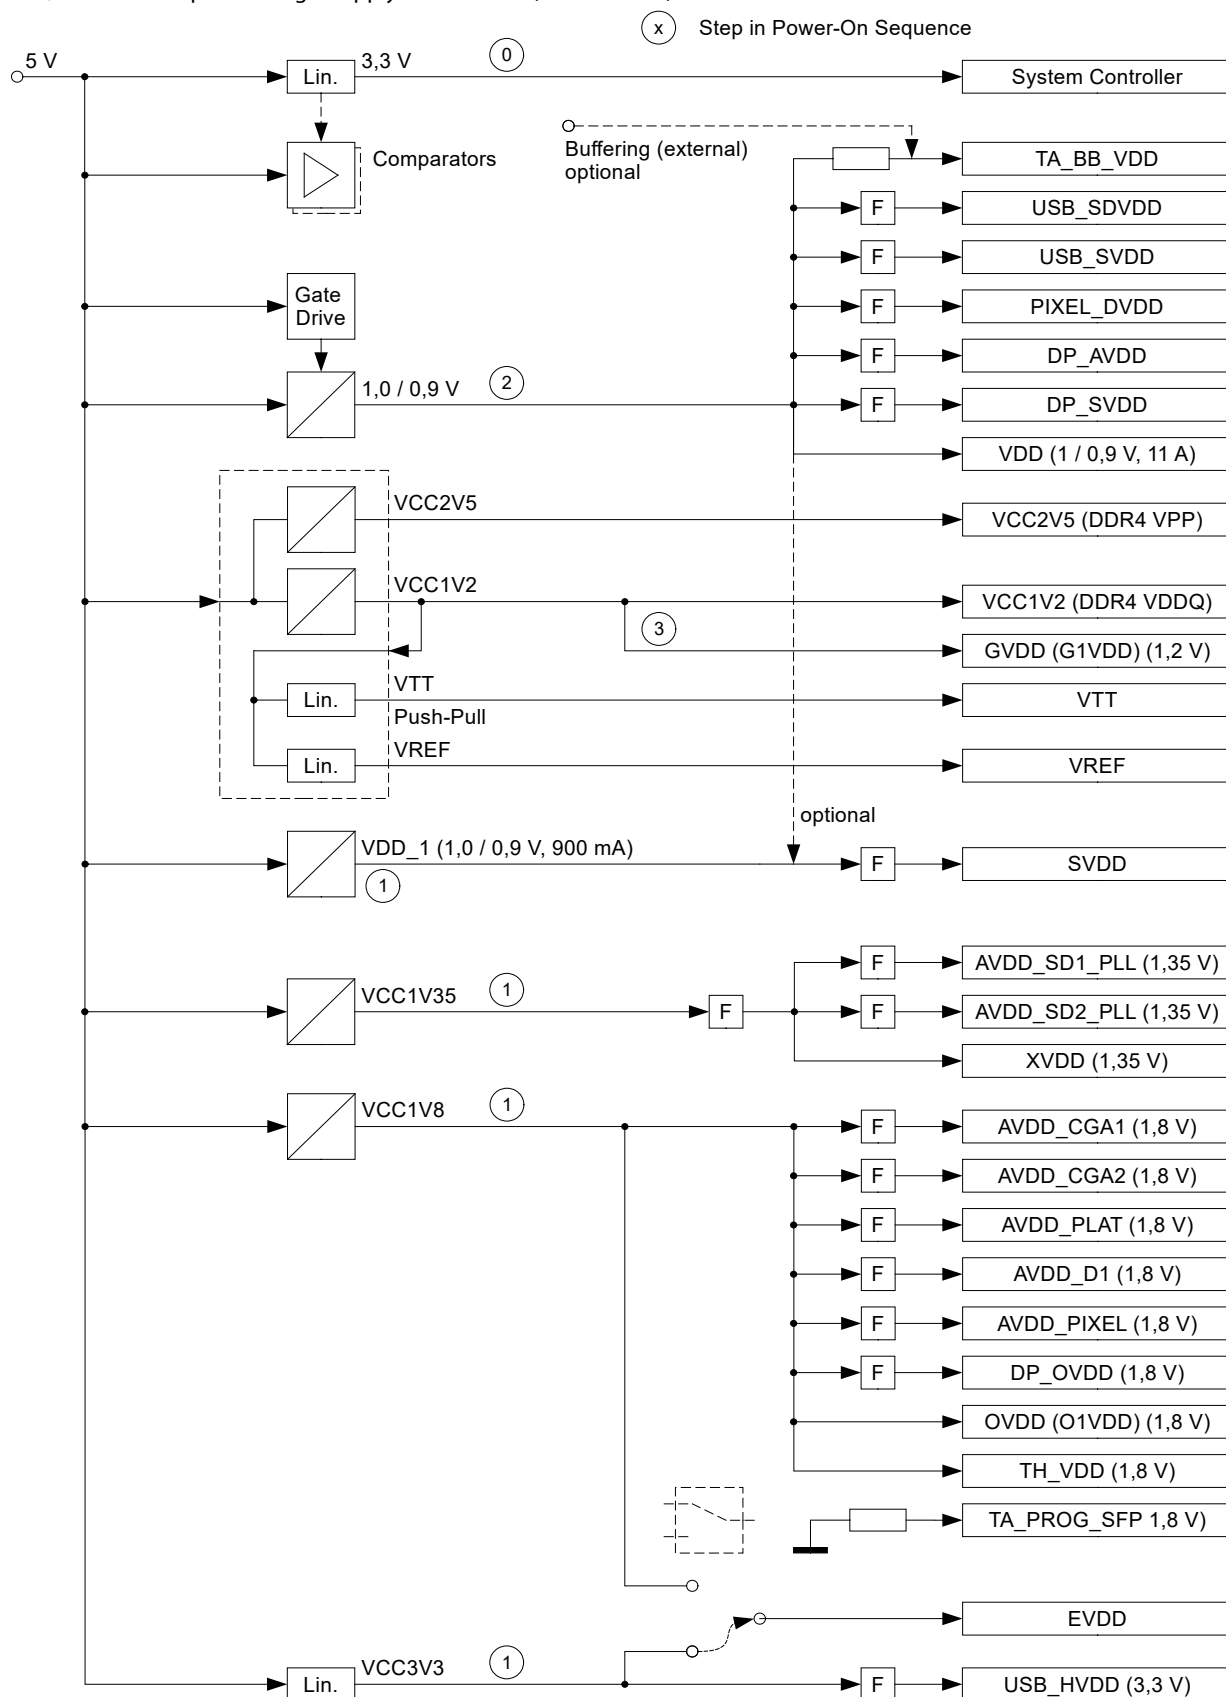 x Step in Power-On Sequence
5 V
Lin.
3,3 V
0
System Controller
Comparators
Buffering (external)
optional
TA_BB_VDD
F
USB_SDVDD
F
USB_SVDD
Gate
Drive
F
PIXEL_DVDD
F
DP_AVDD
1,0 / 0,9 V
2
F
DP_SVDD
VDD (1 / 0,9 V, 11 A)
VCC2V5
VCC2V5 (DDR4 VPP)
VCC1V2
VCC1V2 (DDR4 VDDQ)
3
GVDD (G1VDD) (1,2 V)
Lin.
VTT
Push-Pull
VTT
Lin.
VREF
VREF
optional
VDD_1 (1,0 / 0,9 V, 900 mA)
1
F
SVDD
F
AVDD_SD1_PLL (1,35 V)
VCC1V35
1
F
F
AVDD_SD2_PLL (1,35 V)
XVDD (1,35 V)
VCC1V8
1
F
AVDD_CGA1 (1,8 V)
F
AVDD_CGA2 (1,8 V)
F
AVDD_PLAT (1,8 V)
F
AVDD_D1 (1,8 V)
F
AVDD_PIXEL (1,8 V)
F
DP_OVDD (1,8 V)
OVDD (O1VDD) (1,8 V)
TH_VDD (1,8 V)
TA_PROG_SFP 1,8 V)
EVDD
Lin.
VCC3V3
1
F
USB_HVDD (3,3 V)